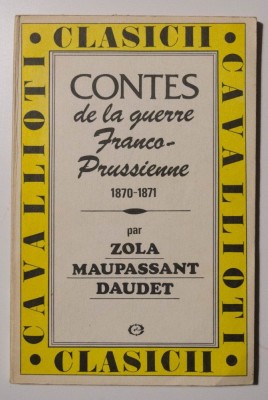 • CLASICII •
CAVALLIOTI
CAVALLIOTI
CONTES
de la guerre
Franco-
Prussienne
1870-1871
par
ZOLA
MAUPASSANT
DAUDET
• CLASICII •